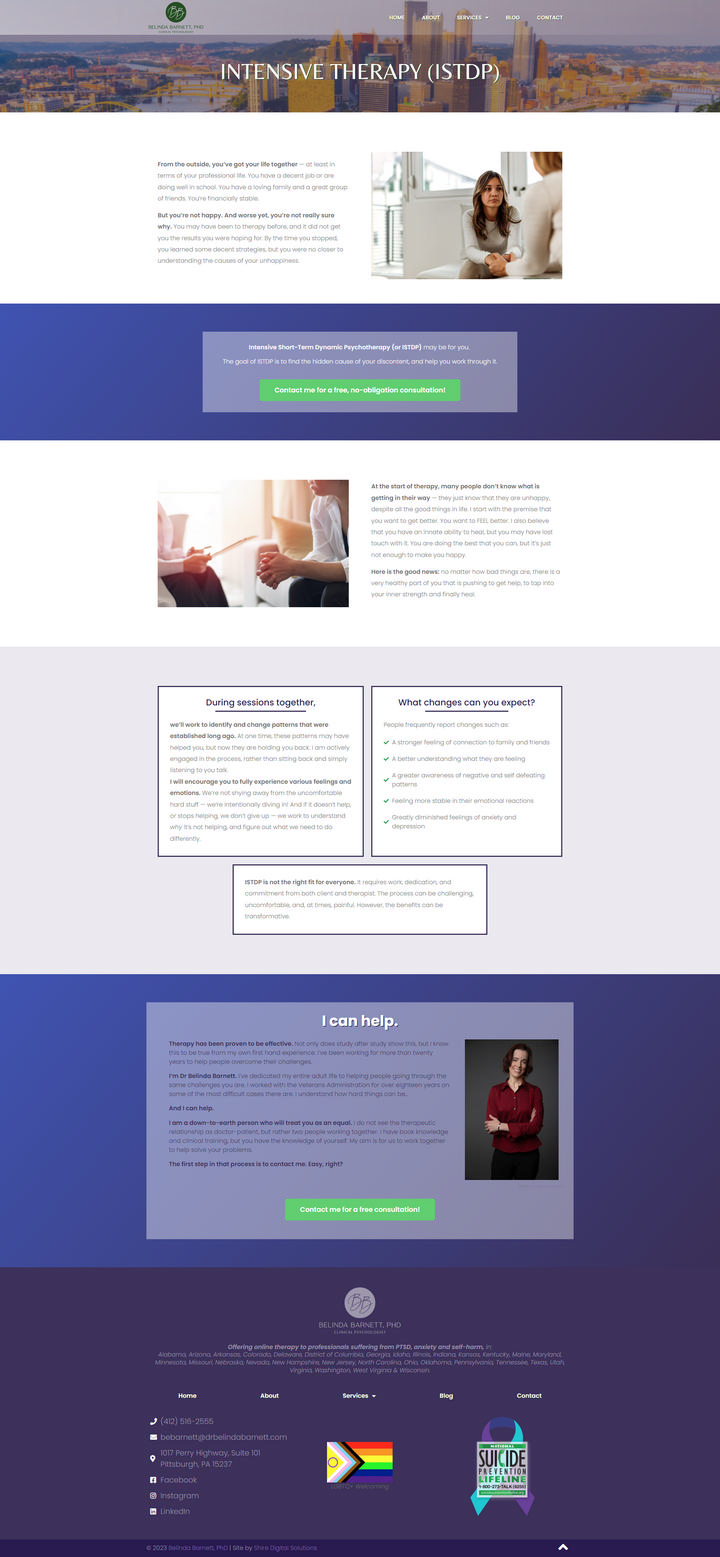 BB
BELINDA BARNETT, PHD
CLINICAL PSYCHOLOGIST
HOME ABOUT SERVICES BLOG CONTACT
INTENSIVE THERAPY (ISTDP)
From the outside, you've got your life together — at least in
terms of your professional life. You have a decent job or are
doing well in school. You have a loving family and a great group
of friends. You're financially stable.
But you're not happy. And worse yet, you're not really sure
why. You may have been to therapy before, and it did not get
you the results you were hoping for. By the time you stopped,
you learned some decent strategies, but you were no closer to
understanding the causes of your unhappiness.
Intensive Short-Term Dynamic Psychotherapy (or ISTDP) may be for you.
The goal of ISTDP is to find the hidden cause of your discontent, and help you work through it.
Contact me for a free, no-obligation consultation!
At the start of therapy, many people don't know what is
getting in their way — they just know that they are unhappy,
despite all the good things in life. I start with the premise that
you want to get better. You want to FEEL better. I also believe
that you have an innate ability to heal, but you may have lost
touch with it. You are doing the best that you can, but it's just
not enough to make you happy.
Here is the good news: no matter how bad things are, there is a
very healthy part of you that is pushing to get help, to tap into
your inner strength and finally heal.
During sessions together,
we'll work to identify and change patterns that were
established long ago. At one time, these patterns may have
helped you, but now they are holding you back. I am actively
engaged in the process, rather than sitting back and simply
listening to you talk.
I will encourage you to fully experience various feelings and
emotions. We're not shying away from the uncomfortable
hard stuff — we're intentionally diving in! And if it doesn't help,
or stops helping, we don't give up — we work to understand
why it's not helping, and figure out what we need to do
differently.
What changes can you expect?
People frequently report changes such as:
A stronger feeling of connection to family and friends
A better understanding what they are feeling
A greater awareness of negative and self defeating
patterns
Feeling more stable in their emotional reactions
Greatly diminished feelings of anxiety and
depression
ISTDP is not the right fit for everyone. It requires work, dedication, and
commitment from both client and therapist. The process can be challenging,
uncomfortable, and, at times, painful. However, the benefits can be
transformative.
I can help.
Therapy has been proven to be effective. Not only does study after study show this, but I know
this to be true from my own first hand experience. I've been working for more than twenty
years to help people overcome their challenges.
I'm Dr Belinda Barnett. I've dedicated my entire adult life to helping people going through the
same challenges you are. I worked with the Veterans Administration for over eighteen years on
some of the most difficult cases there are. I understand how hard things can be..
And I can help.
I am a down-to-earth person who will treat you as an equal. I do not see the therapeutic
relationship as doctor-patient, but rather two people working together. I have book knowledge
and clinical training, but you have the knowledge of yourself. My aim is for us to work together
to help solve your problems.
The first step in that process is to contact me. Easy, right?
Contact me for a free consultation!
BB
BELINDA BARNETT, PHD
CLINICAL PSYCHOLOGIST
Offering online therapy to professionals suffering from PTSD, anxiety and self-harm, in:
Alabama, Arizona, Arkansas, Colorado, Delaware, District of Columbia, Georgia, Idaho, Illinois, Indiana, Kansas, Kentucky, Maine, Maryland,
Minnesota, Missouri, Nebraska, Nevada, New Hampshire, New Jersey, North Carolina, Ohio, Oklahoma, Pennsylvania, Tennessee, Texas, Utah,
Virginia, Washington, West Virginia & Wisconsin.
Home About Services Blog Contact
(412) 516-2555
bebarnett@drbelindabarnett.com
1017 Perry Highway, Suite 101
Pittsburgh, PA 15237
Facebook
Instagram
LinkedIn
LGBTQ+ Welcoming
NATIONAL
SUICIDE
PREVENTION
LIFELINE
1-800-273-TALK (8255)
© 2023 Belinda Barnett, PhD | Site by Shire Digital Solutions